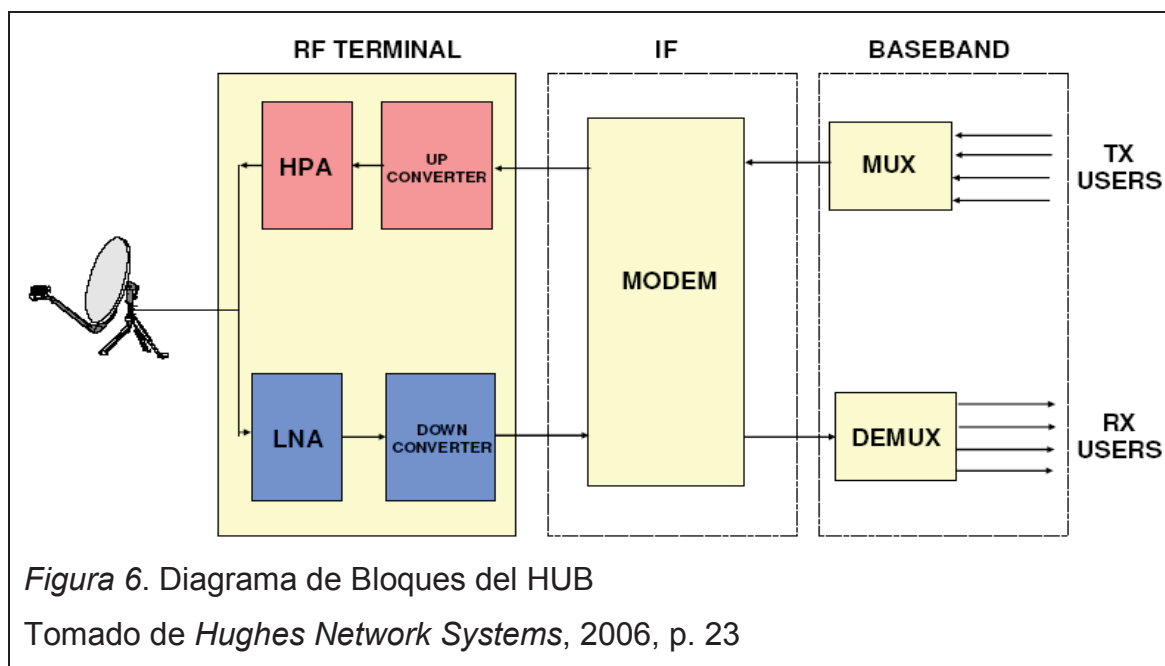 RF TERMINAL
IF
BASEBAND
HPA
UP
CONVERTER
MODEM
MUX
TX
USERS
LNA
DOWN
CONVERTER
DEMUX
RX
USERS
Figura 6. Diagrama de Bloques del HUB
Tomado de Hughes Network Systems, 2006, p. 23